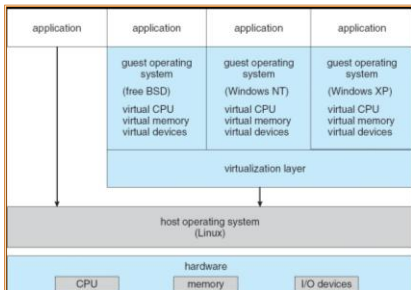 application application application application
guest operating system
(free BSD)
virtual CPU
virtual memory
virtual devices
guest operating system
(Windows NT)
virtual CPU
virtual memory
virtual devices
guest operating system
(Windows XP)
virtual CPU
virtual memory
virtual devices
virtualization layer
host operating system
(Linux)
hardware
CPU memory I/O devices